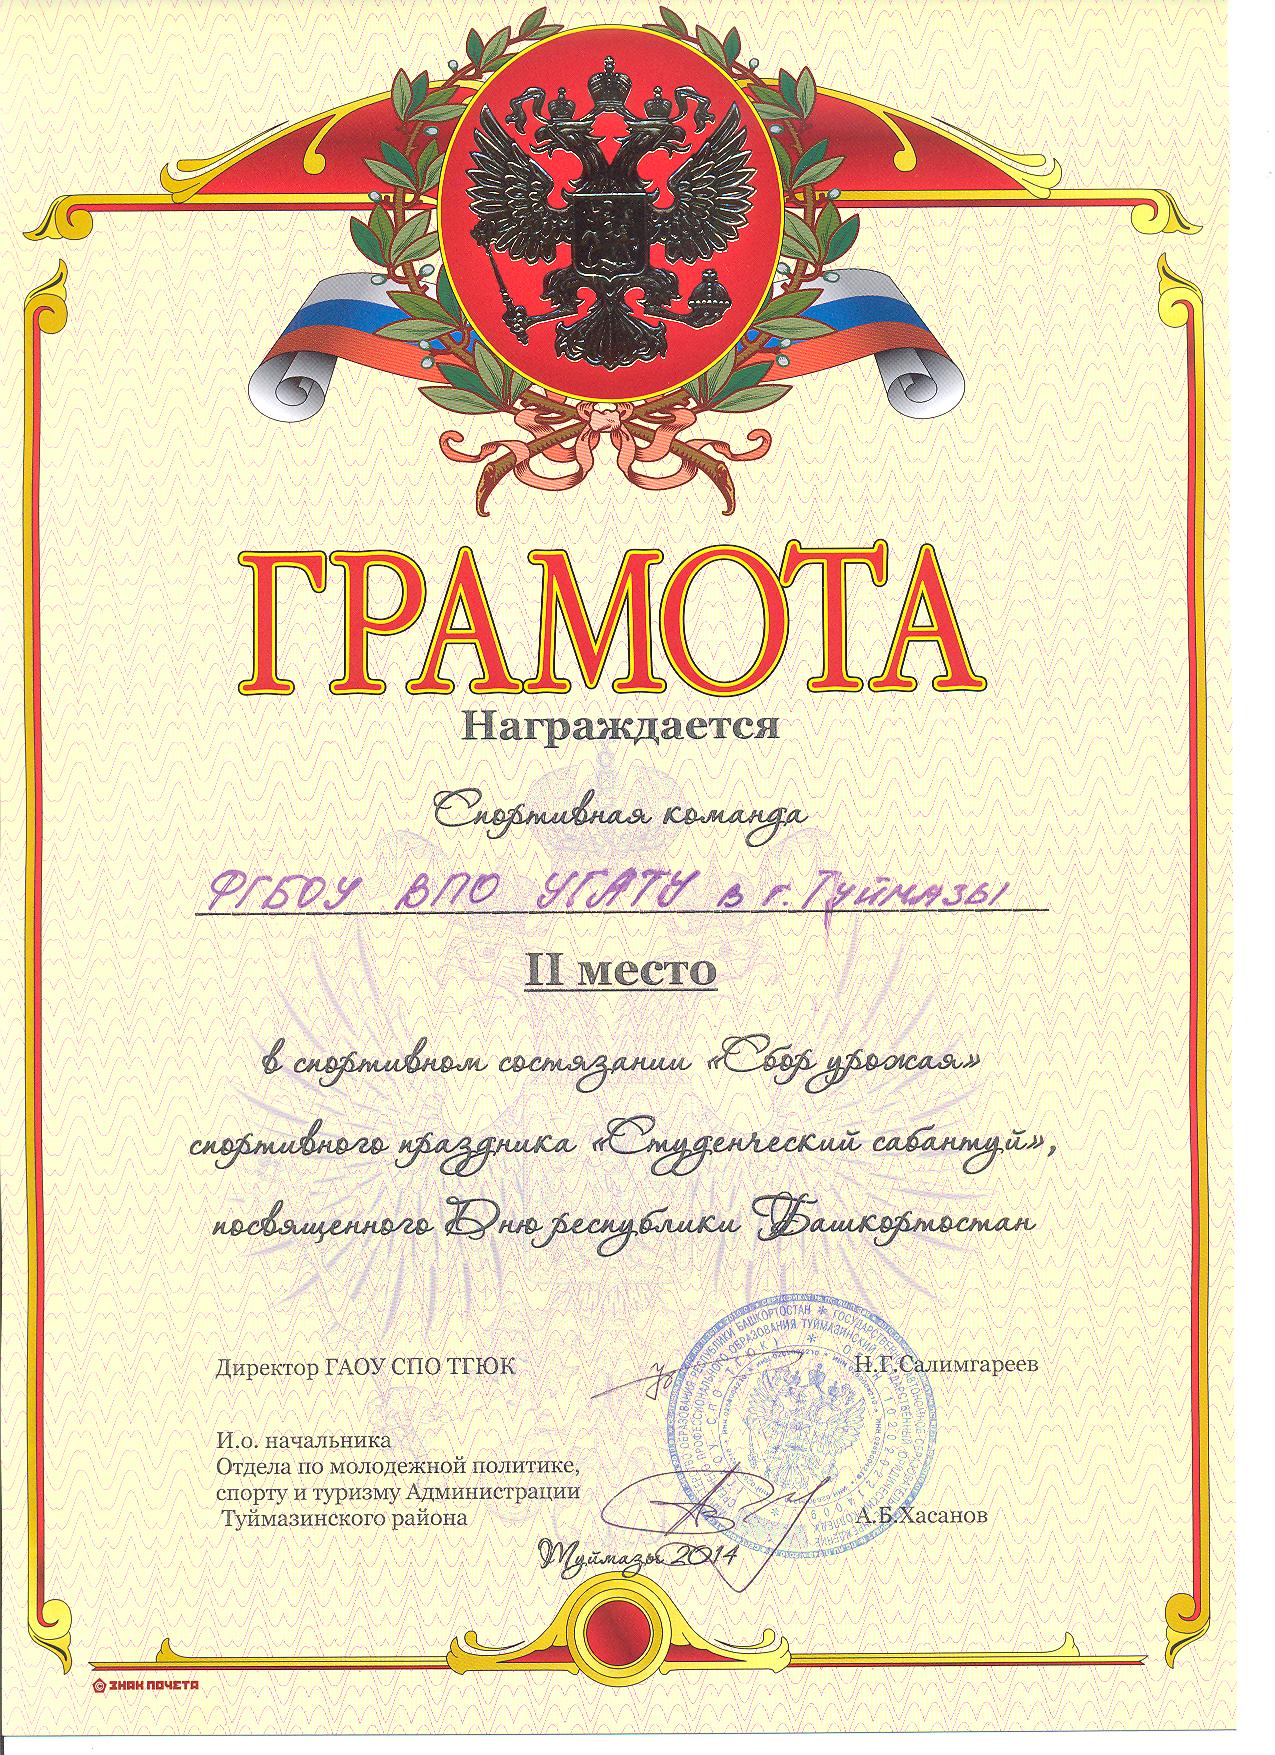 ГРАМОТА
Награждается
Спортивная команда
ФГБОУ ВПО УГАТУ в г. Туймазы
II место
в спортивном состязании «Сбор урожая»
спортивного праздника «Студенческий сабантуй»,
посвященного Дню республики Башкортостан
Директор ГАОУ СПО ТГЮК
Н.Г.Салимгареев
И.о. начальника
Отдела по молодежной политике,
спорту и туризму Администрации
Туймазинского района
А.Б.Хасанов
Туймазы 2014
© ЗНАК ПОЧЕТА